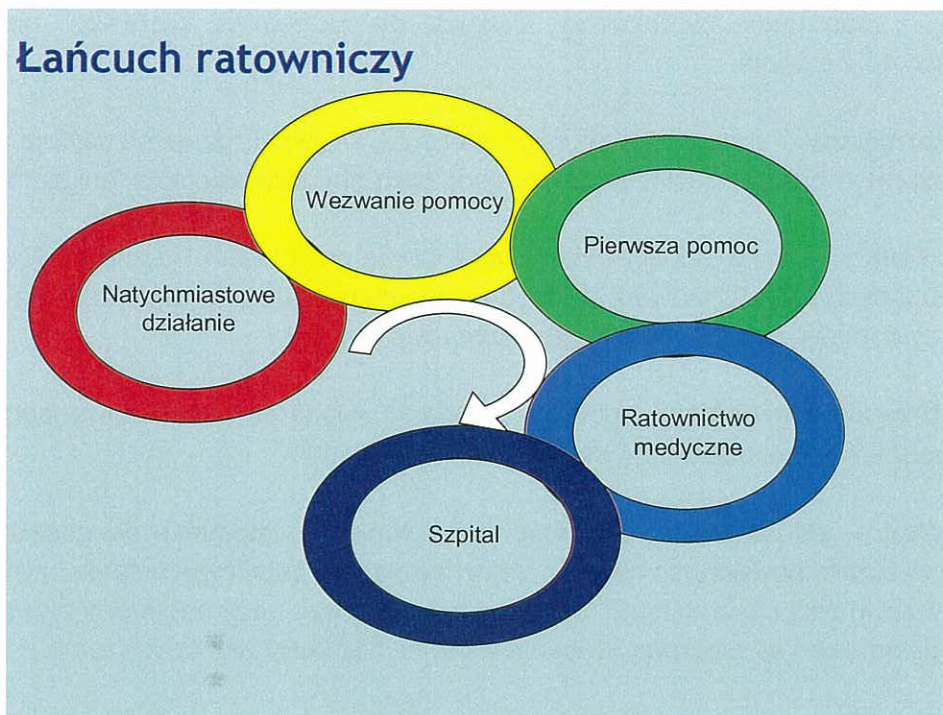 Łańcuch ratowniczy
Wezwanie pomocy
Pierwsza pomoc
Natychmiastowe
działanie
Ratownictwo
medyczne
Szpital